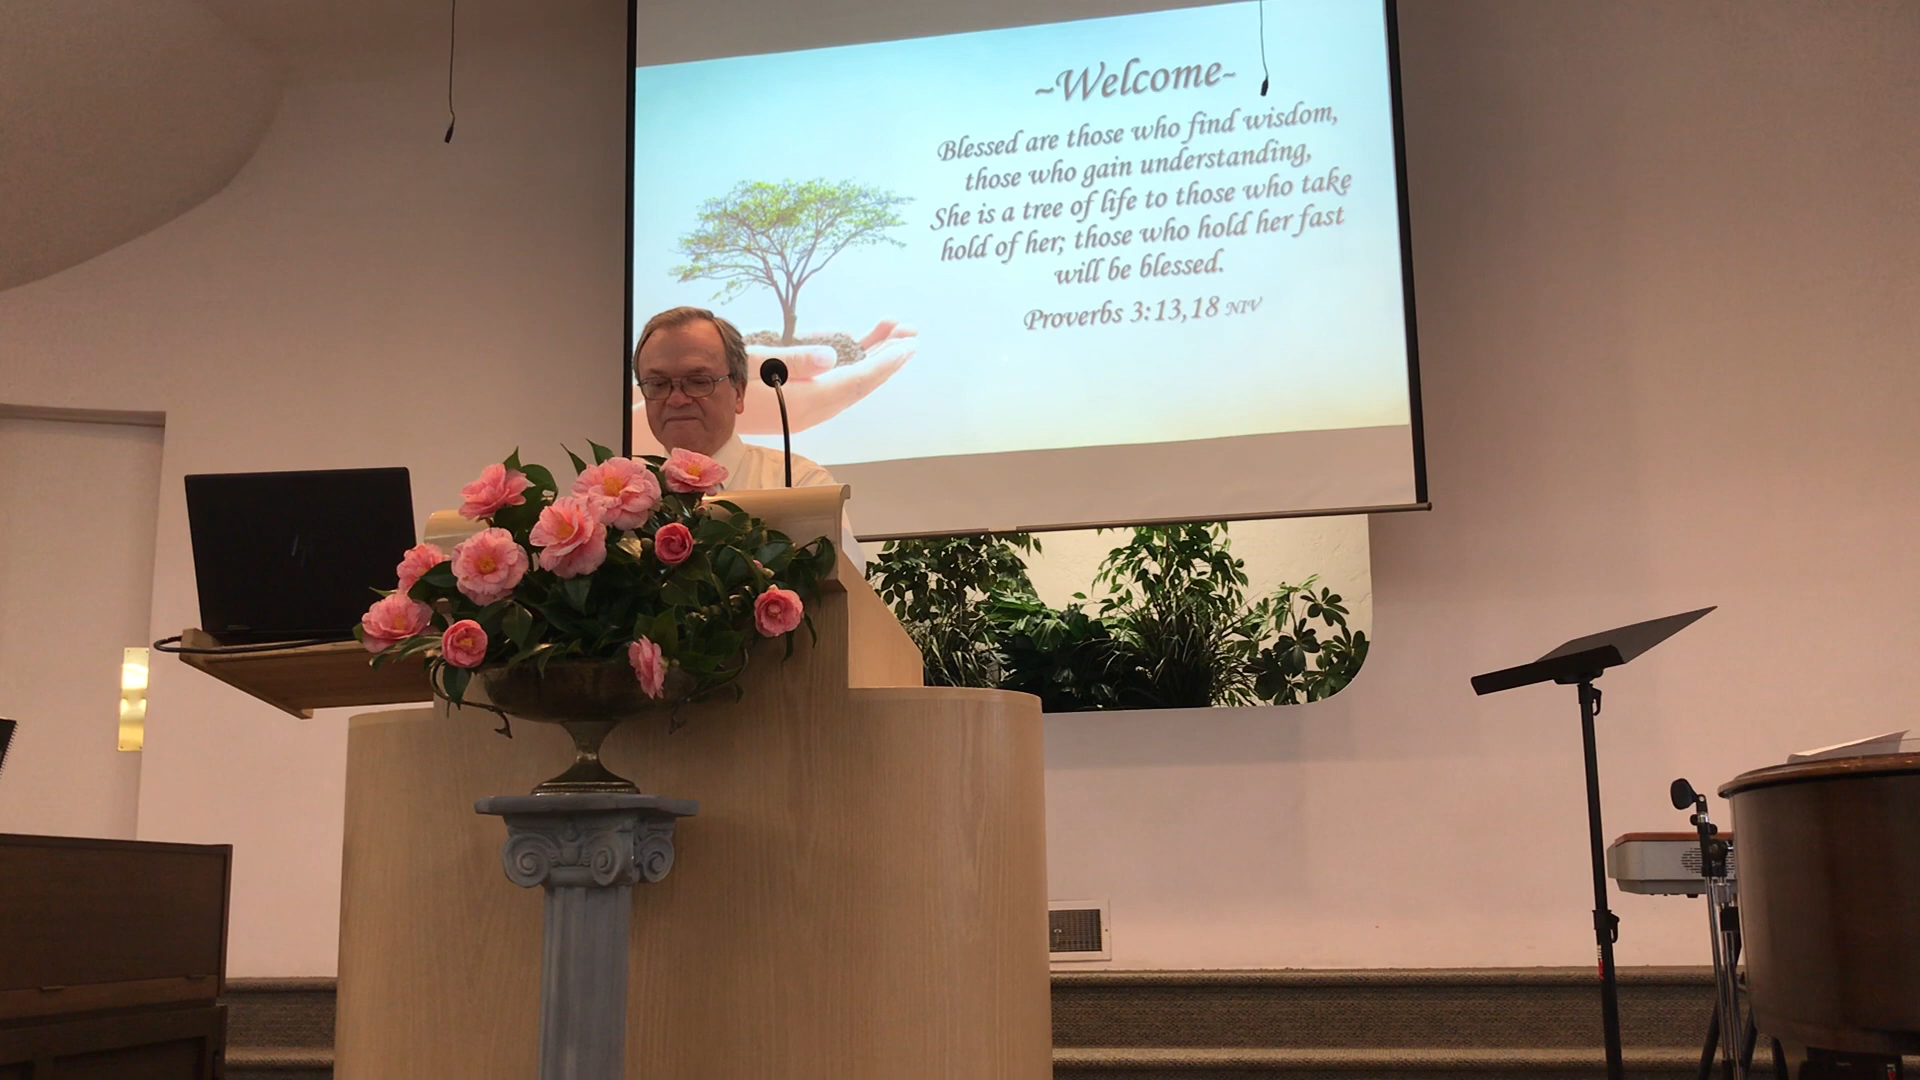 ~Welcome~
Blessed are those who find wisdom,
those who gain understanding,
She is a tree of life to those who take
hold of her; those who hold her fast
will be blessed.
Proverbs 3:13,18 NIV